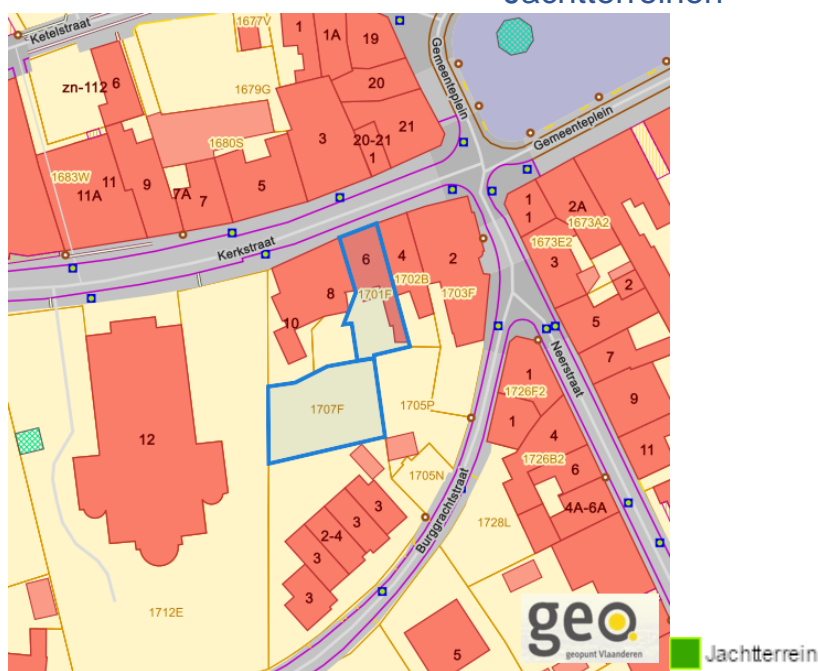 Jachtterreinen
Ketelstraat
1677V
1
1A
19
Gemeenteplein
zn-112
6
1679G
20
Gemeenteplein
1680S
3
20-21
1
21
1683W
11
11A
9
7A
7
5
1
1
2A
1673A2
1673E2
3
2
Kerkstraat
6
4
2
1702B
1701F
1703F
8
10
5
7
Neerstraat
1
1726F2
9
1707F
1705P
1
4
11
12
1726B2
6
1705N
4A-6A
3
3
2-4
3
3
1728L
Burggrachtstraat
3
1712E
5
geo.
geopunt Vlaanderen
Jachtterrein